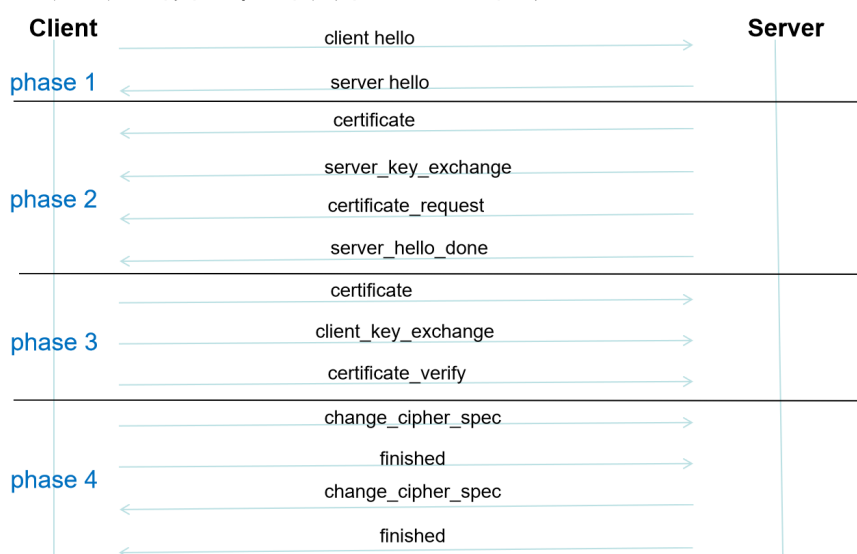 Client
Server
client hello
phase 1
server hello
certificate
server_key_exchange
phase 2
certificate_request
server_hello_done
certificate
client_key_exchange
phase 3
certificate_verify
change_cipher_spec
finished
phase 4
change_cipher_spec
finished